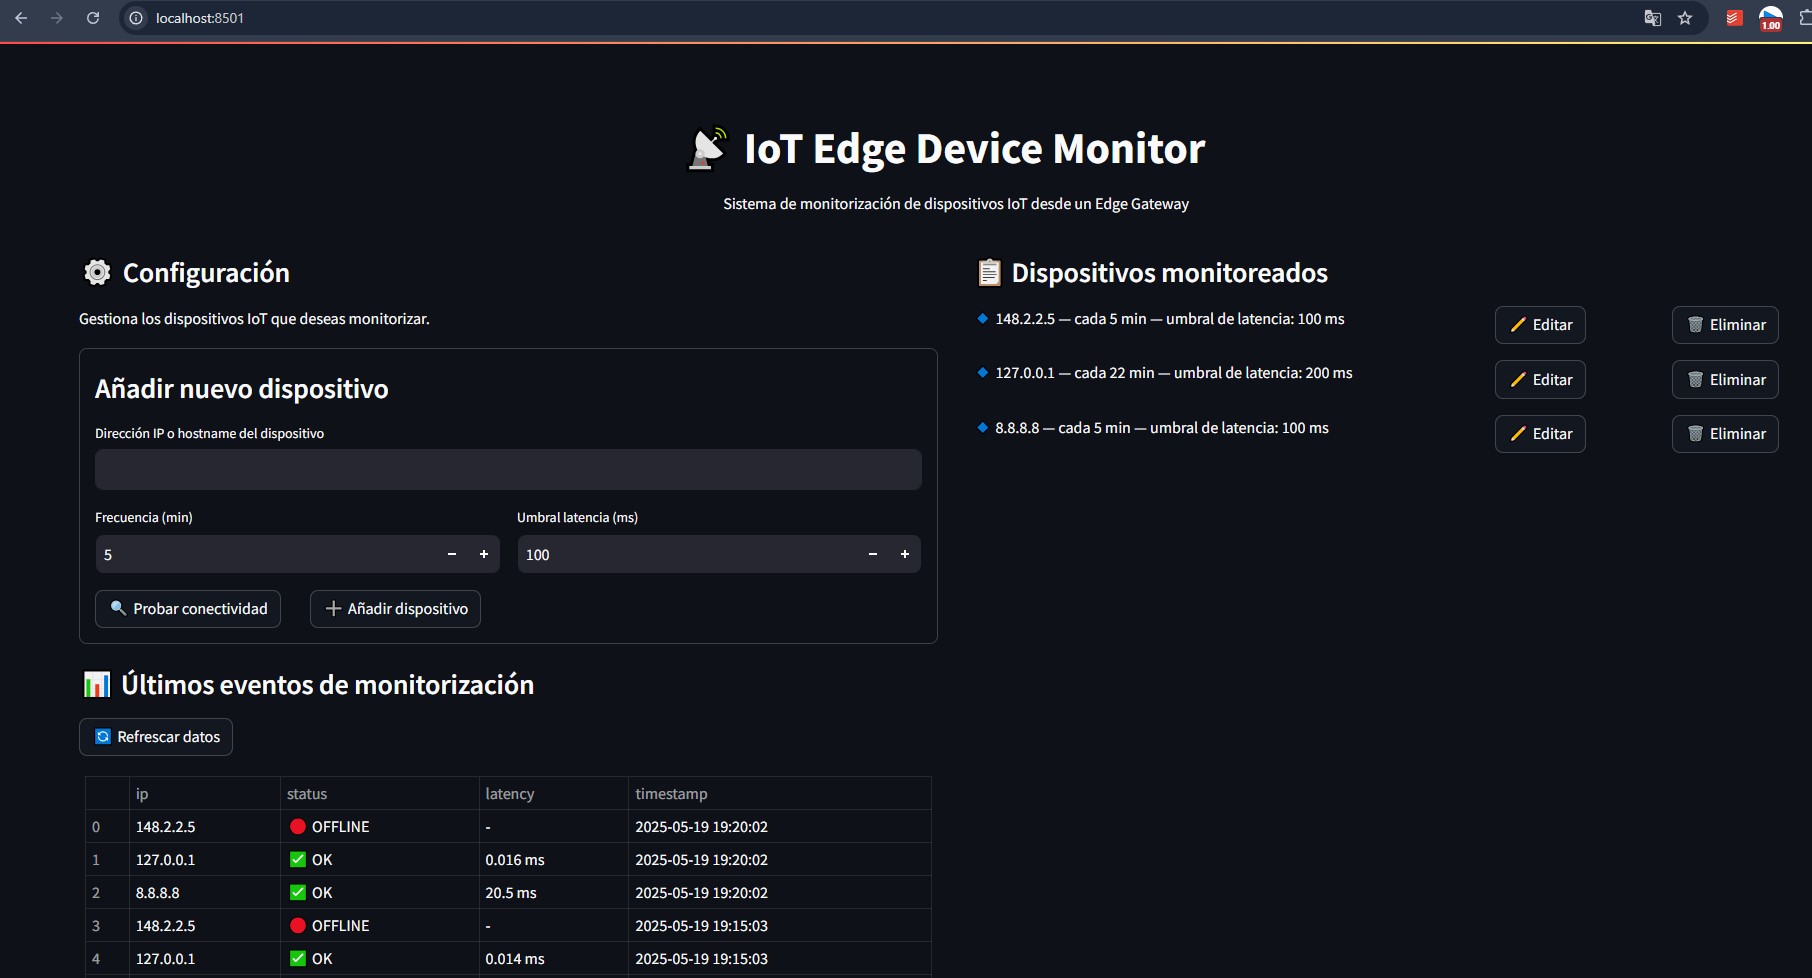 localhost:8501
1.00
IoT Edge Device Monitor
Sistema de monitorización de dispositivos IoT desde un Edge Gateway
Configuración
Gestiona los dispositivos IoT que deseas monitorizar.
Añadir nuevo dispositivo
Dirección IP o hostname del dispositivo
Frecuencia (min) Umbral latencia (ms)
5 − + 100 − +
Probar conectividad Añadir dispositivo
Últimos eventos de monitorización
Refrescar datos
ip status latency timestamp
0 148.2.2.5 OFFLINE - 2025-05-19 19:20:02
1 127.0.0.1 OK 0.016 ms 2025-05-19 19:20:02
2 8.8.8.8 OK 20.5 ms 2025-05-19 19:20:02
3 148.2.2.5 OFFLINE - 2025-05-19 19:15:03
4 127.0.0.1 OK 0.014 ms 2025-05-19 19:15:03
Dispositivos monitoreados
148.2.2.5 — cada 5 min — umbral de latencia: 100 ms Editar Eliminar
127.0.0.1 — cada 22 min — umbral de latencia: 200 ms Editar Eliminar
8.8.8.8 — cada 5 min — umbral de latencia: 100 ms Editar Eliminar